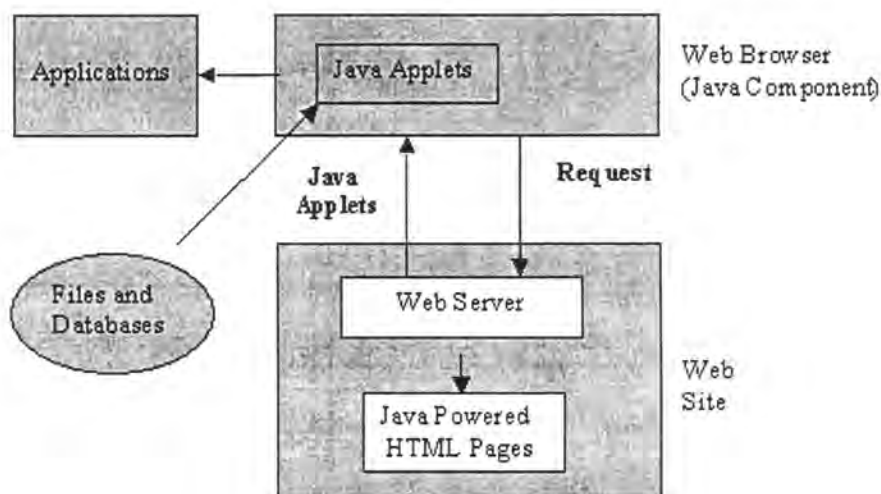 Applications
Java Applets
Web Browser
(Java Component)
Java
Applets
Request
Files and
Databases
Web Server
Java Powered
HTML Pages
Web
Site